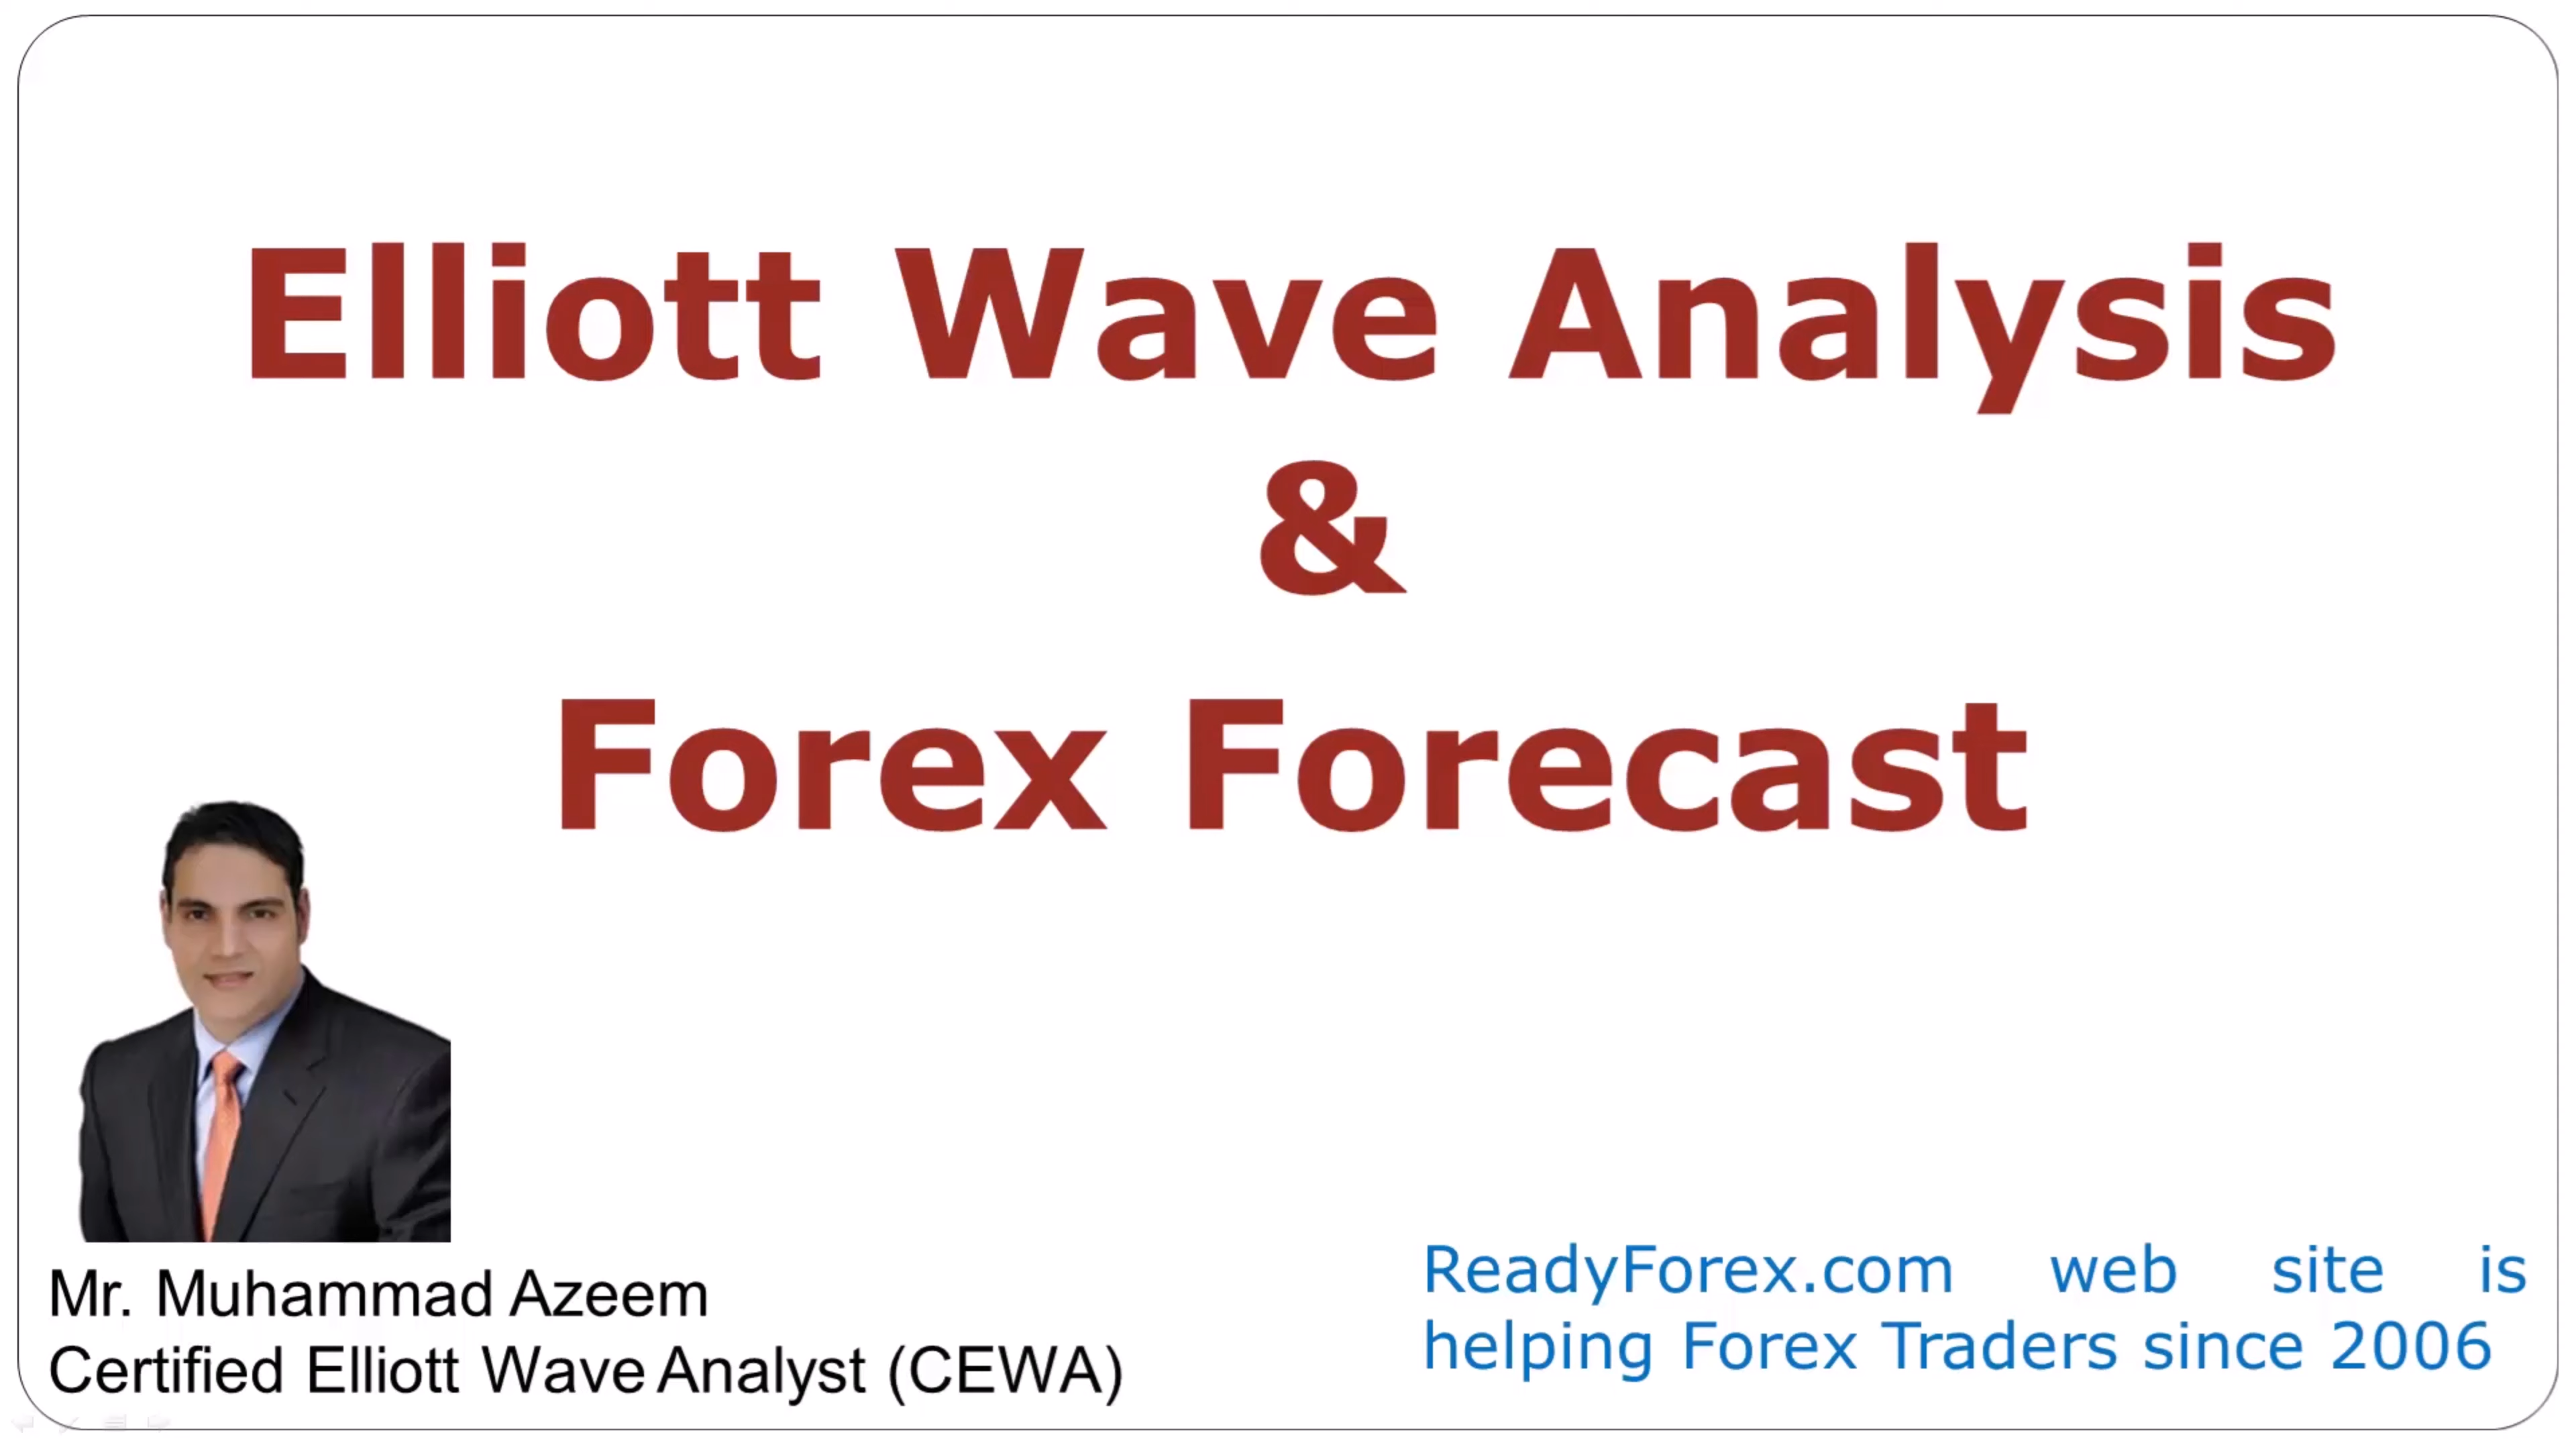 Elliott Wave Analysis
&
Forex Forecast
Mr. Muhammad Azeem
Certified Elliott Wave Analyst (CEWA)
ReadyForex.com web site is
helping Forex Traders since 2006